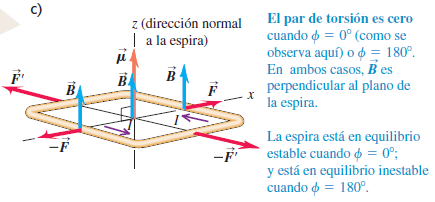 c)
z (dirección normal
a la espira)
μ⃗
F⃗'
B⃗
B⃗
B⃗
F⃗
x
I
−F⃗
−F⃗'
El par de torsión es cero
cuando ϕ = 0° (como se
observa aquí) o ϕ = 180°.
En ambos casos, B⃗ es
perpendicular al plano de
la espira.
La espira está en equilibrio
estable cuando ϕ = 0°;
y está en equilibrio inestable
cuando ϕ = 180°.